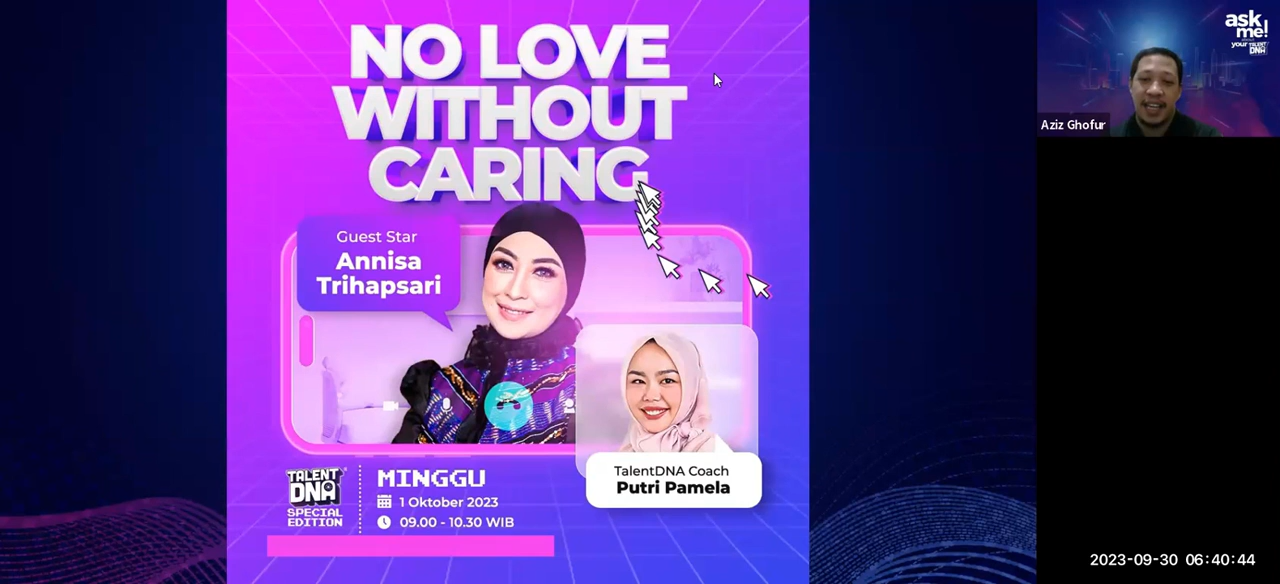 NO LOVE
WITHOUT
CARING
Guest Star
Annisa
Trihapsari
TalentDNA Coach
Putri Pamela
TALENT
DNA
SPECIAL
EDITION
MINGGU
1 Oktober 2023
09.00 - 10.30 WIB
ask
me!
your TALENT
DNA
Aziz Ghofur
2023-09-30 06:40:44